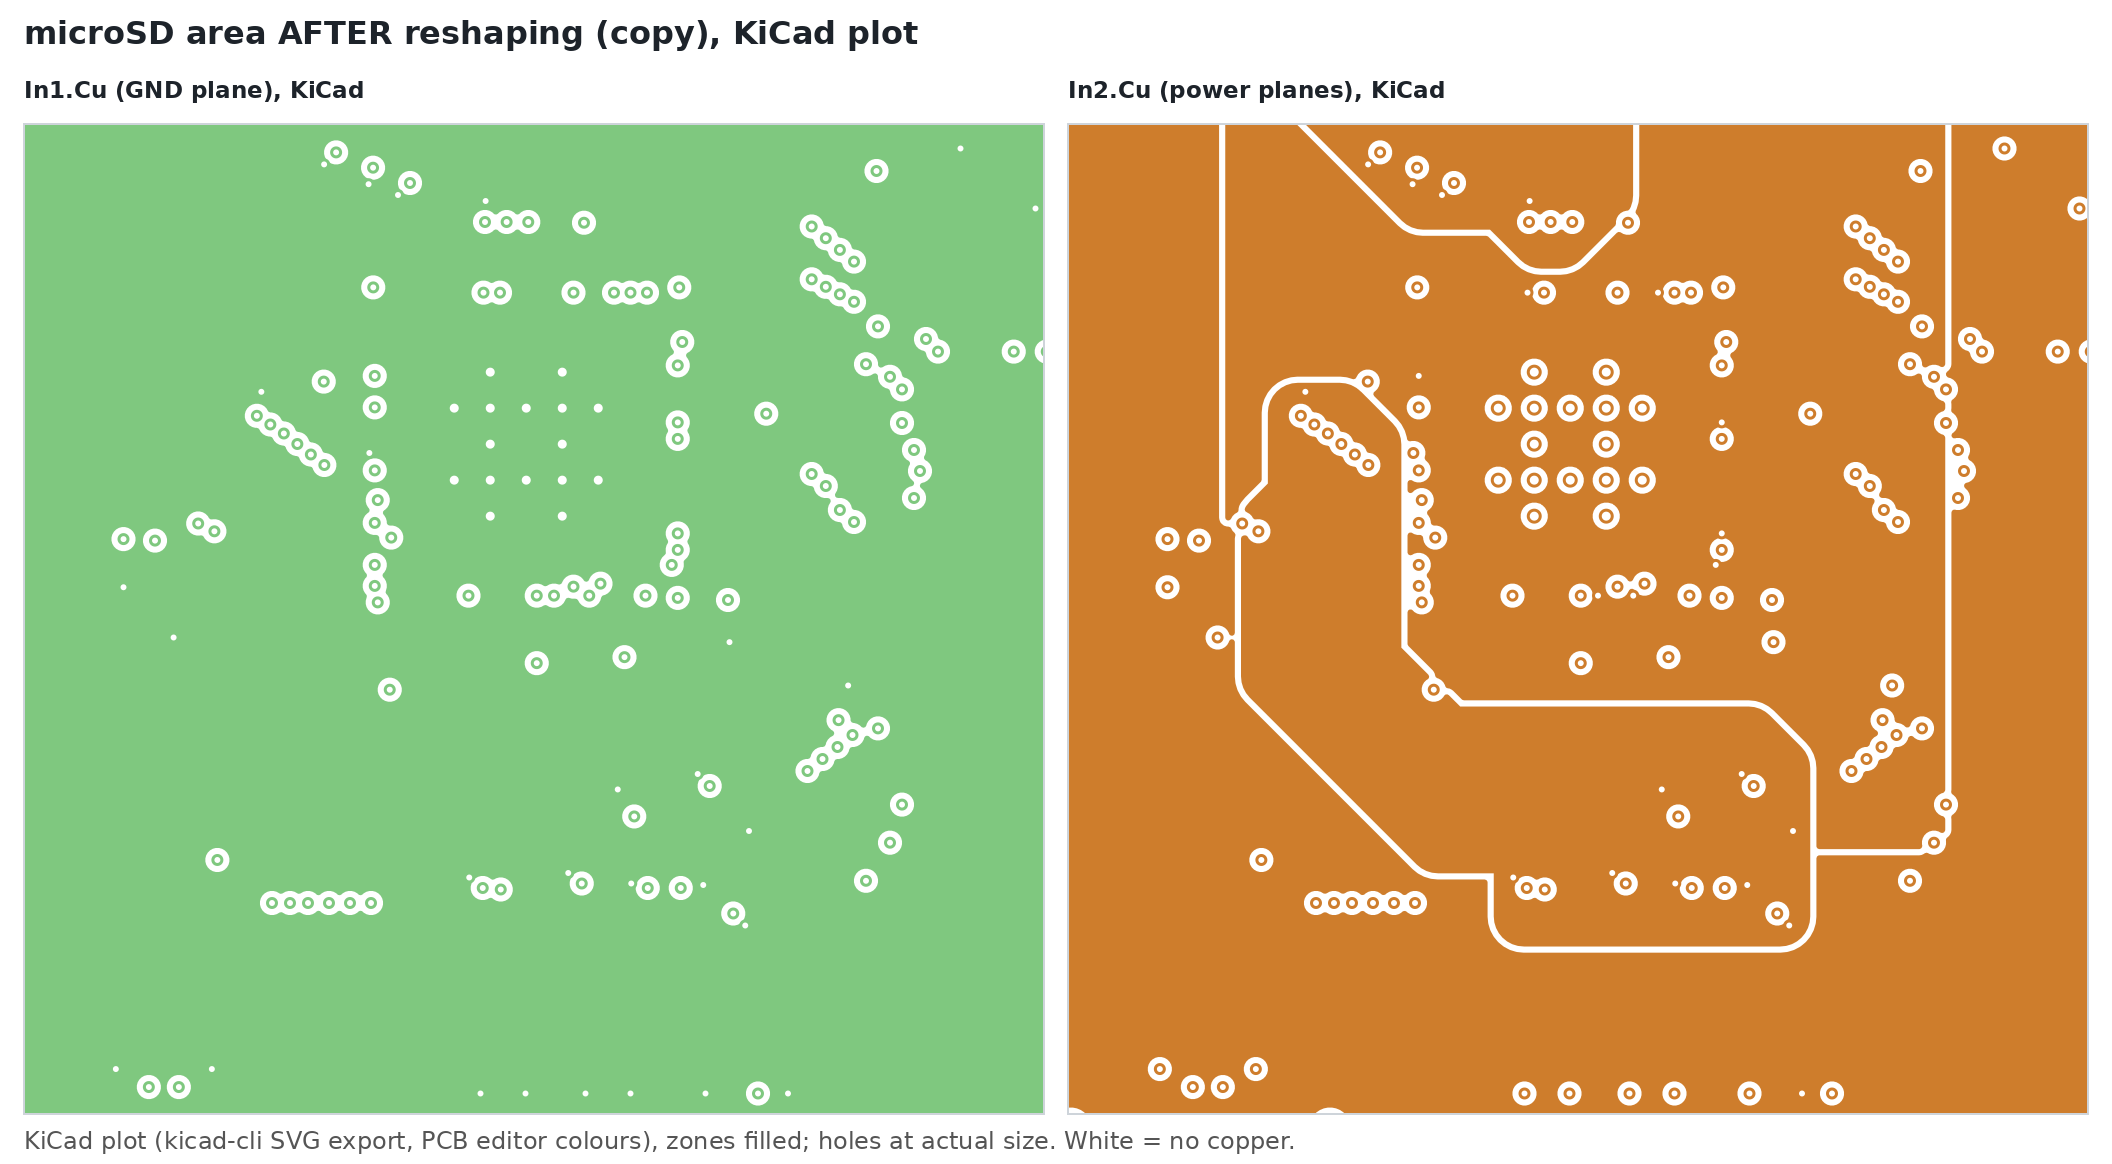 microSD area AFTER reshaping (copy), KiCad plot
In1.Cu (GND plane), KiCad
In2.Cu (power planes), KiCad
KiCad plot (kicad-cli SVG export, PCB editor colours), zones filled; holes at actual size. White = no copper.